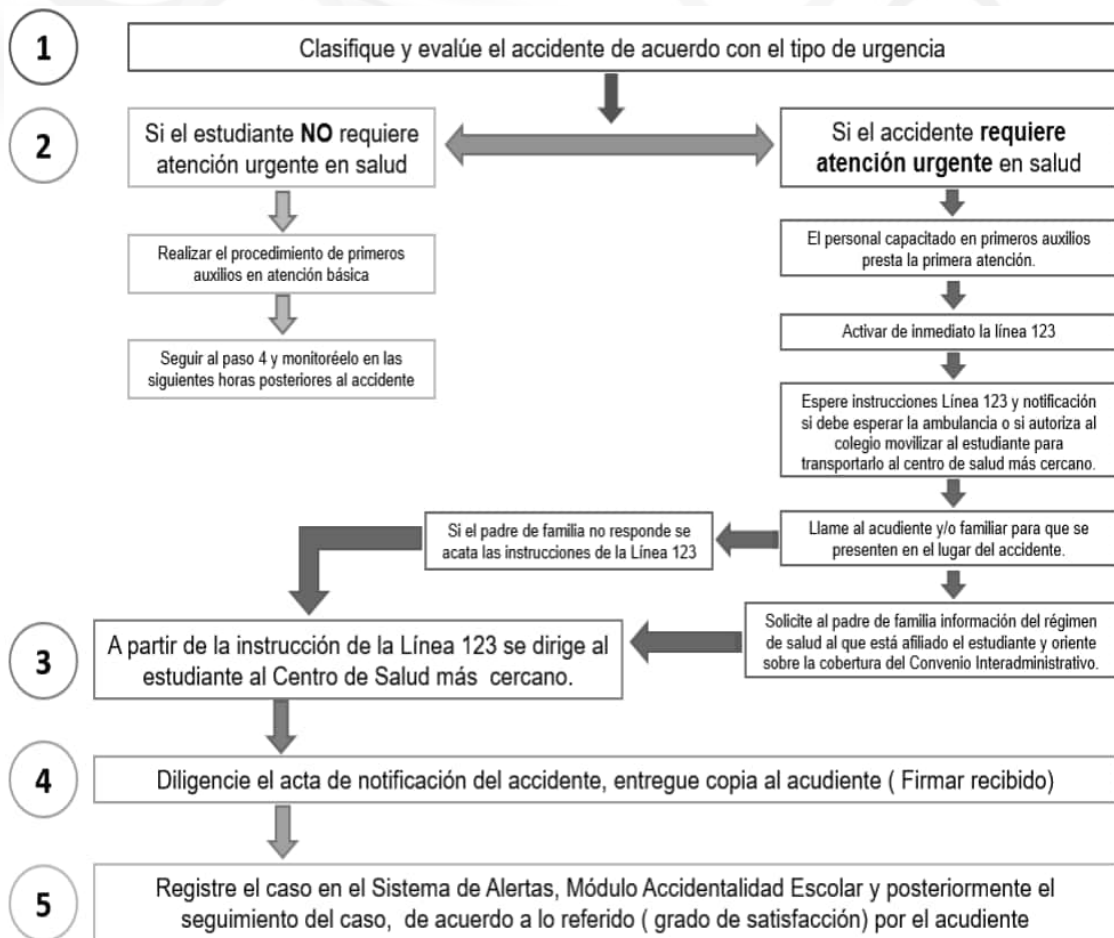 1
Clasifique y evalúe el accidente de acuerdo con el tipo de urgencia
2
Si el estudiante NO requiere
atención urgente en salud
Si el accidente requiere
atención urgente en salud
Realizar el procedimiento de primeros
auxilios en atención básica
El personal capacitado en primeros auxilios
presta la primera atención.
Seguir al paso 4 y monitoréelo en las
siguientes horas posteriores al accidente
Activar de inmediato la línea 123
Espere instrucciones Línea 123 y notificación
si debe esperar la ambulancia o si autoriza al
colegio movilizar al estudiante para
transportarlo al centro de salud más cercano.
Llame al acudiente y/o familiar para que se
presenten en el lugar del accidente.
Si el padre de familia no responde se
acata las instrucciones de la Línea 123
Solicite al padre de familia información del régimen
de salud al que está afiliado el estudiante y oriente
sobre la cobertura del Convenio Interadministrativo.
3
A partir de la instrucción de la Línea 123 se dirige al
estudiante al Centro de Salud más cercano.
4
Diligencie el acta de notificación del accidente, entregue copia al acudiente ( Firmar recibido)
5
Registre el caso en el Sistema de Alertas, Módulo Accidentalidad Escolar y posteriormente el
seguimiento del caso, de acuerdo a lo referido ( grado de satisfacción) por el acudiente